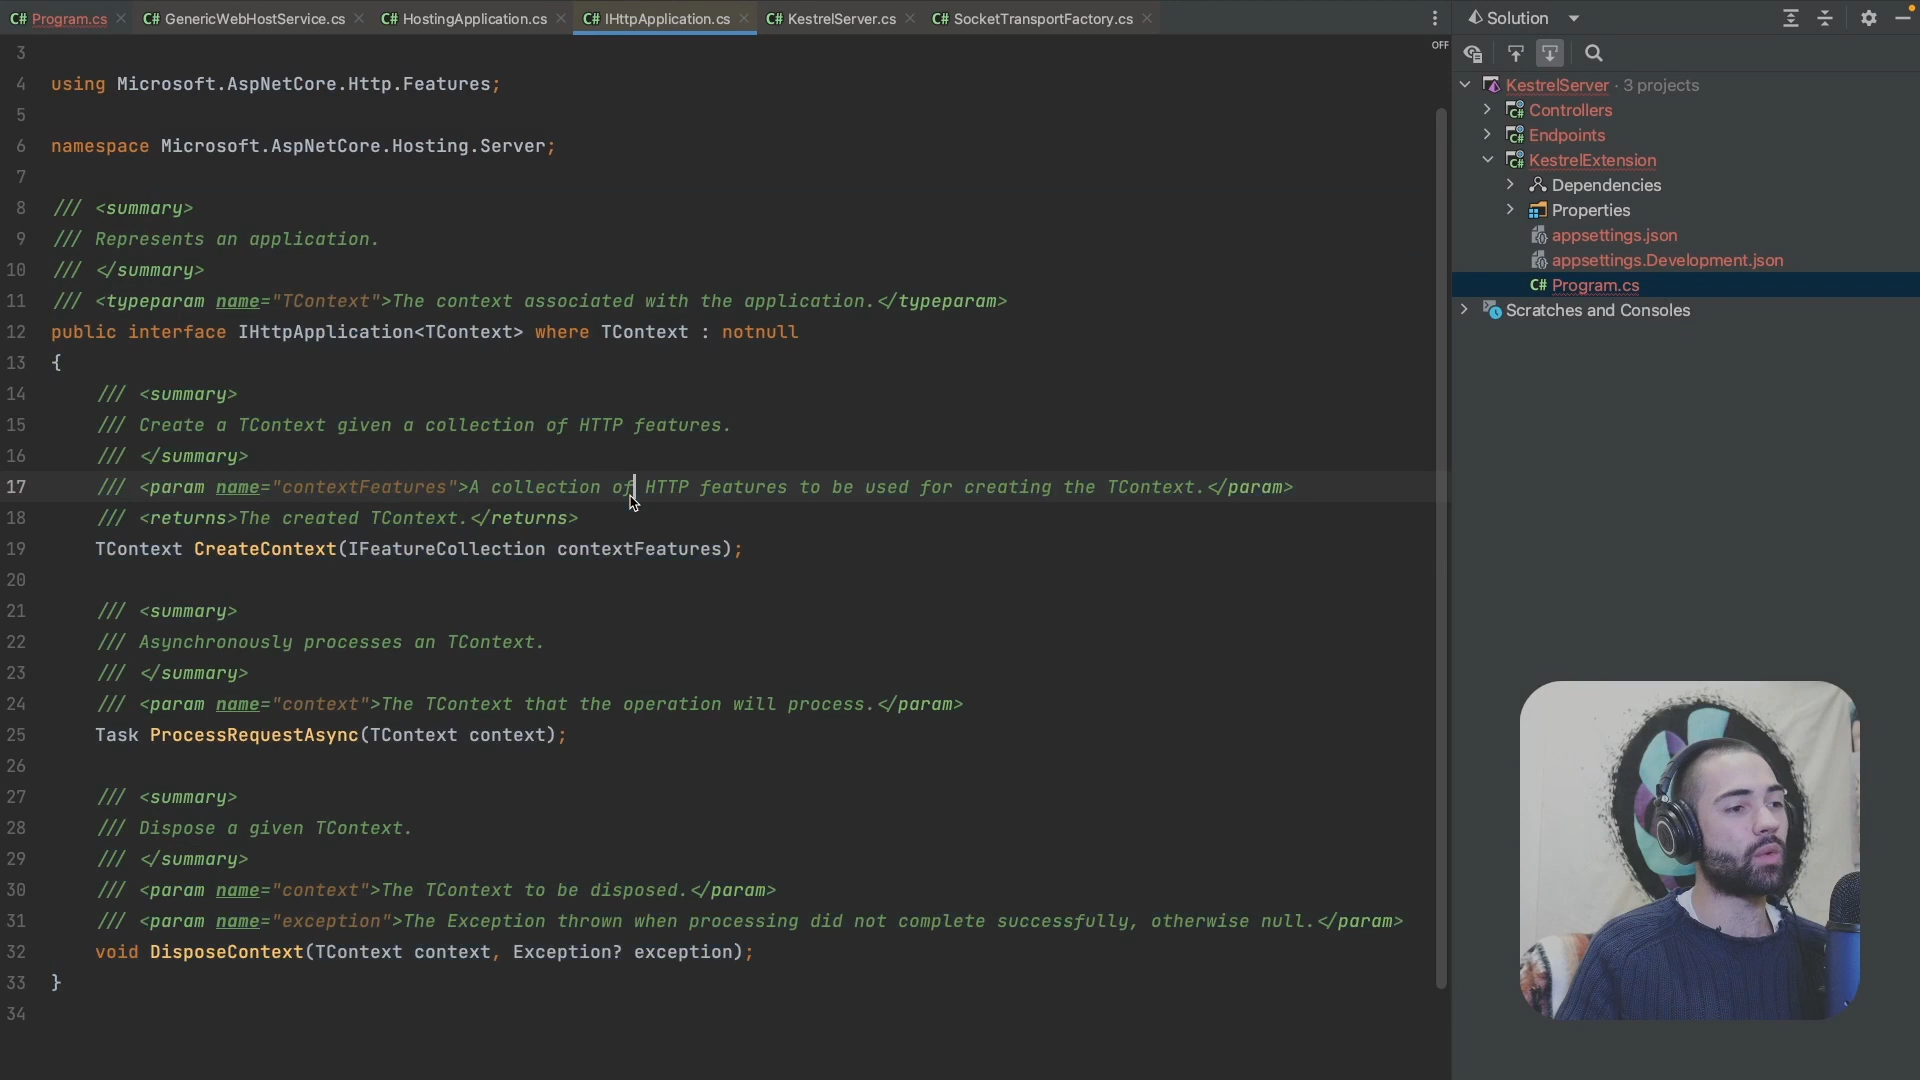 Program.cs GenericWebHostService.cs HostingApplication.cs IHttpApplication.cs KestrelServer.cs SocketTransportFactory.cs
OFF
3
4 using Microsoft.AspNetCore.Http.Features;
5
6 namespace Microsoft.AspNetCore.Hosting.Server;
7
8 /// <summary>
9 /// Represents an application.
10 /// </summary>
11 /// <typeparam name="TContext">The context associated with the application.</typeparam>
12 public interface IHttpApplication<TContext> where TContext : notnull
13 {
14 /// <summary>
15 /// Create a TContext given a collection of HTTP features.
16 /// </summary>
17 /// <param name="contextFeatures">A collection of HTTP features to be used for creating the TContext.</param>
18 /// <returns>The created TContext.</returns>
19 TContext CreateContext(IFeatureCollection contextFeatures);
20
21 /// <summary>
22 /// Asynchronously processes an TContext.
23 /// </summary>
24 /// <param name="context">The TContext that the operation will process.</param>
25 Task ProcessRequestAsync(TContext context);
26
27 /// <summary>
28 /// Dispose a given TContext.
29 /// </summary>
30 /// <param name="context">The TContext to be disposed.</param>
31 /// <param name="exception">The Exception thrown when processing did not complete successfully, otherwise null.</param>
32 void DisposeContext(TContext context, Exception? exception);
33 }
34
Solution
KestrelServer · 3 projects
C# Controllers
C# Endpoints
C# KestrelExtension
Dependencies
Properties
appsettings.json
appsettings.Development.json
C# Program.cs
Scratches and Consoles